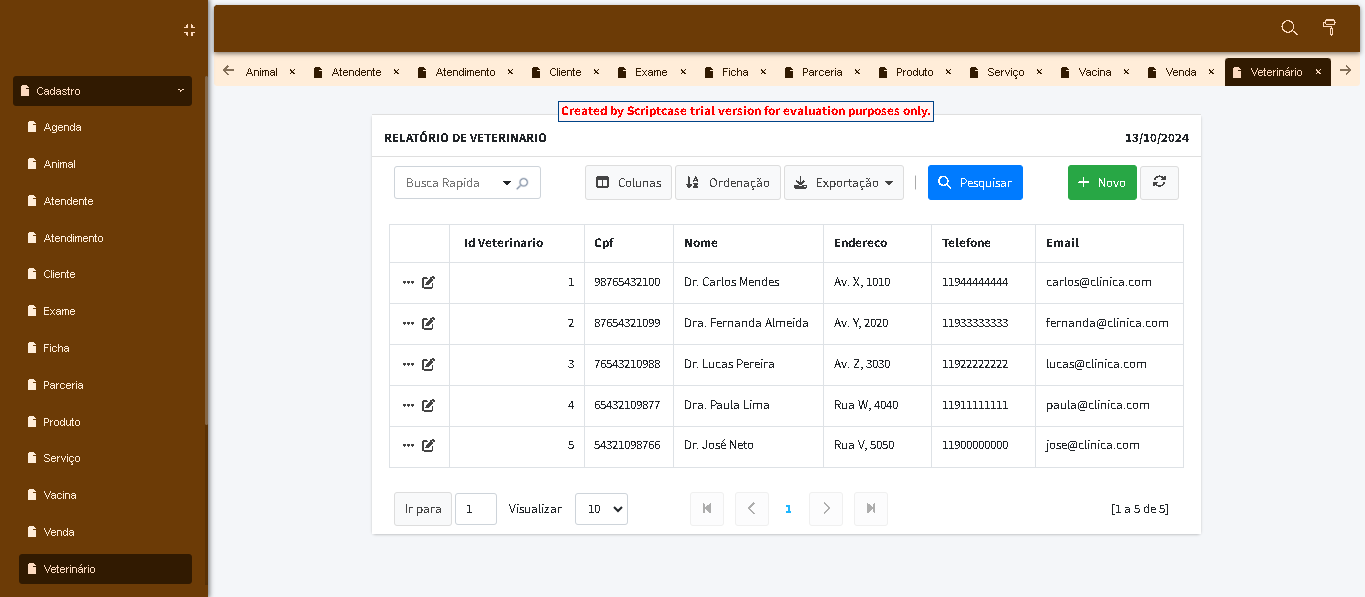 Cadastro
Agenda
Animal
Atendente
Atendimento
Cliente
Exame
Ficha
Parceria
Produto
Serviço
Vacina
Venda
Veterinário
Animal × Atendente × Atendimento × Cliente × Exame × Ficha × Parceria × Produto × Serviço × Vacina × Venda × Veterinário ×
Created by Scriptcase trial version for evaluation purposes only.
RELATÓRIO DE VETERINARIO 13/10/2024
Busca Rapida Colunas Ordenação Exportação | Pesquisar Novo
Id Veterinario Cpf Nome Endereco Telefone Email
1 98765432100 Dr. Carlos Mendes Av. X, 1010 11944444444 carlos@clinica.com
2 87654321099 Dra. Fernanda Almeida Av. Y, 2020 11933333333 fernanda@clinica.com
3 76543210988 Dr. Lucas Pereira Av. Z, 3030 11922222222 lucas@clinica.com
4 65432109877 Dra. Paula Lima Rua W, 4040 11911111111 paula@clinica.com
5 54321098766 Dr. José Neto Rua V, 5050 11900000000 jose@clinica.com
Ir para 1 Visualizar 10 1 [1 a 5 de 5]